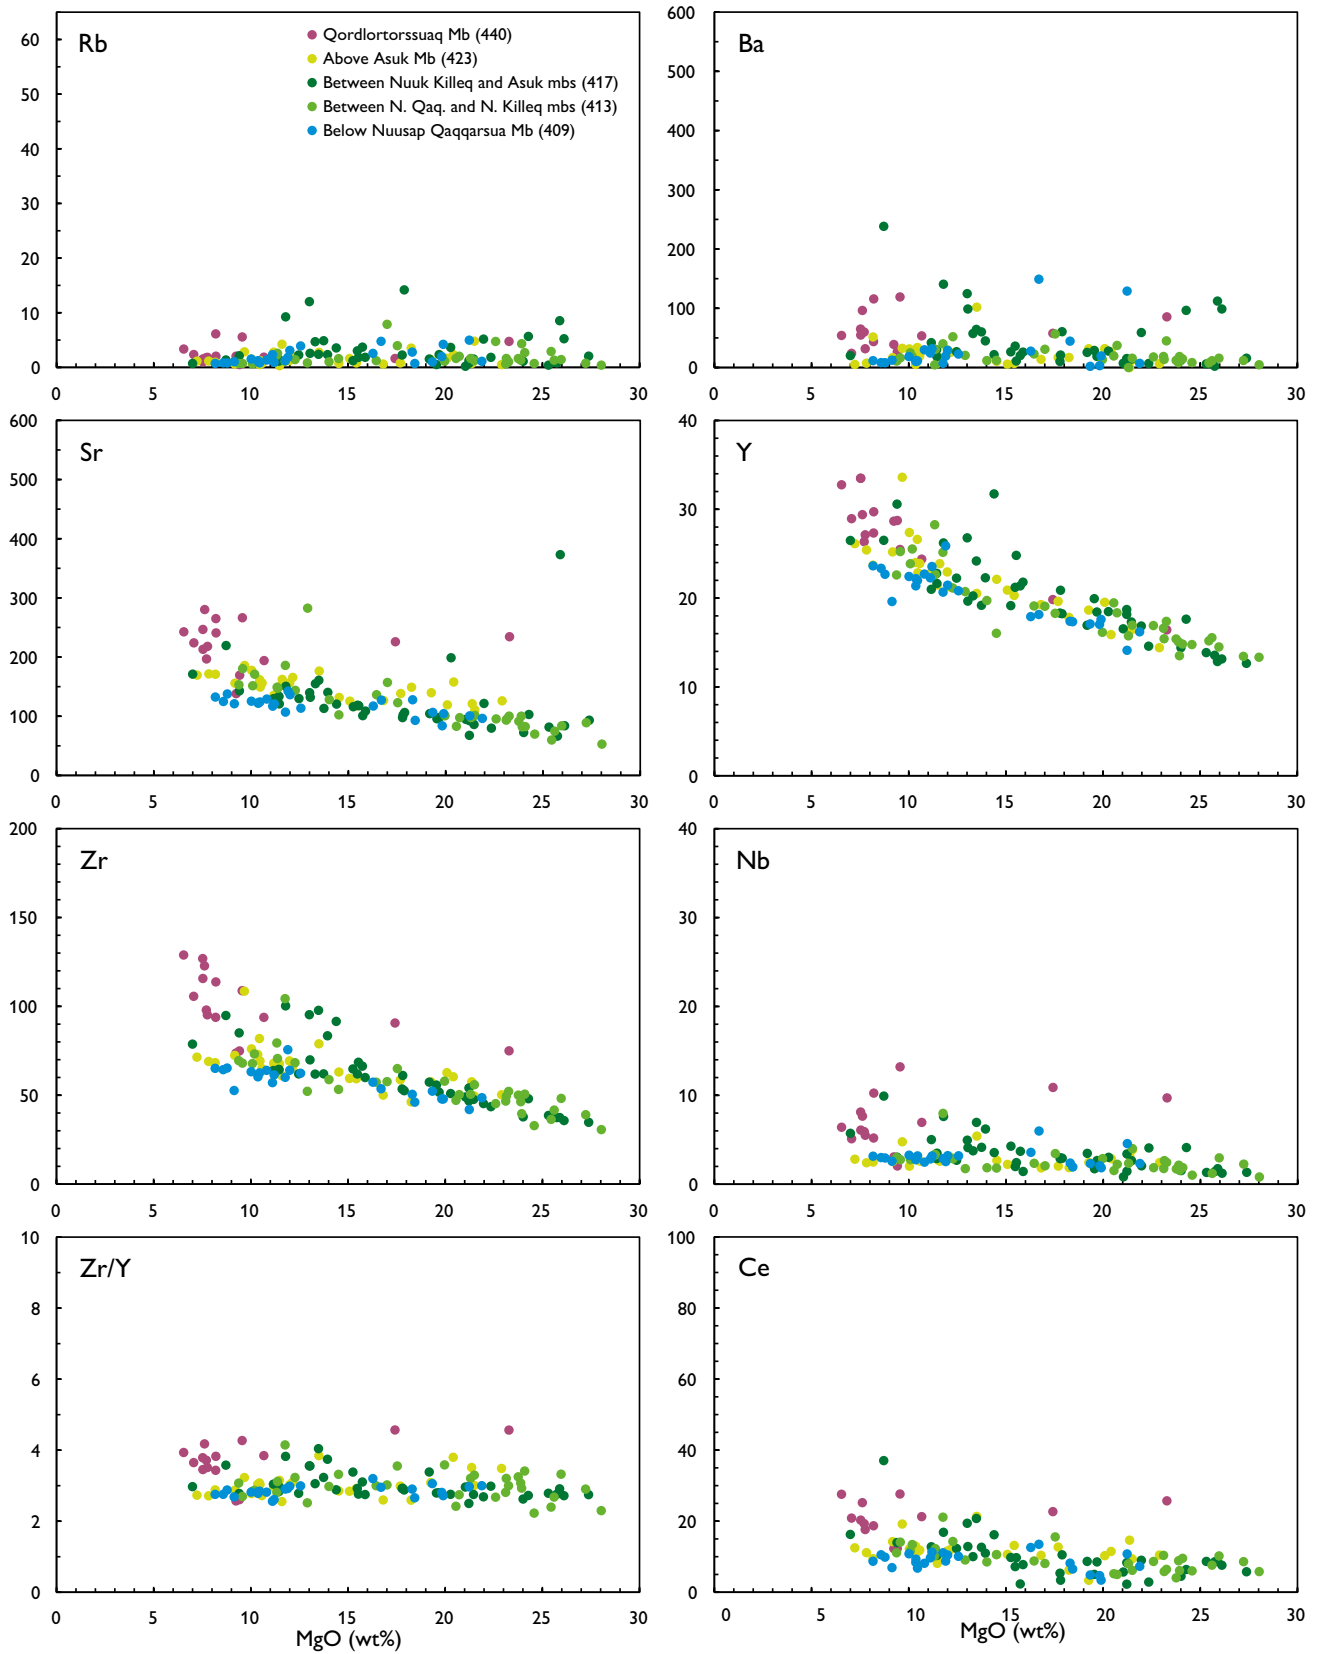 Rb
Qordlortorssuaq Mb (440)
Above Asuk Mb (423)
Between Nuuk Killeq and Asuk mbs (417)
Between N. Qaq. and N. Killeq mbs (413)
Below Nuusap Qaqqarsua Mb (409)
60
50
40
30
20
10
0
0 5 10 15 20 25 30
Ba
600
500
400
300
200
100
0
0 5 10 15 20 25 30
Sr
600
500
400
300
200
100
0
0 5 10 15 20 25 30
Y
40
30
20
10
0
0 5 10 15 20 25 30
Zr
200
150
100
50
0
0 5 10 15 20 25 30
Nb
40
30
20
10
0
0 5 10 15 20 25 30
Zr/Y
10
8
6
4
2
0
0 5 10 15 20 25 30
MgO (wt%)
Ce
100
80
60
40
20
0
0 5 10 15 20 25 30
MgO (wt%)